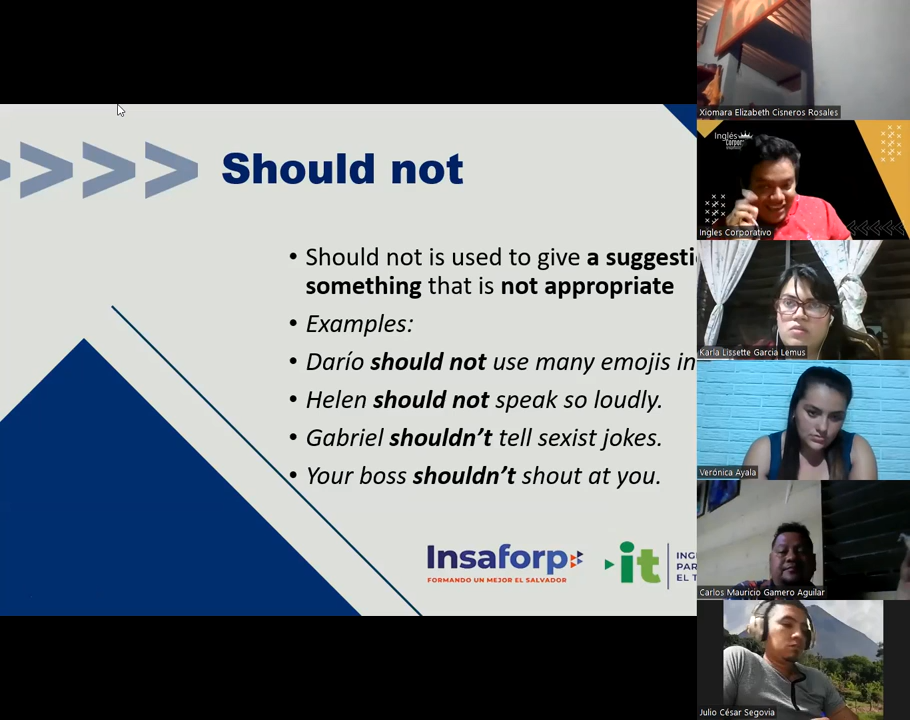 Should not
• Should not is used to give a suggesti
something that is not appropriate
• Examples:
• Darío should not use many emojis in
• Helen should not speak so loudly.
• Gabriel shouldn't tell sexist jokes.
• Your boss shouldn't shout at you.
Insaforp
FORMANDO UN MEJOR EL SALVADOR
it
ING
PAR
EL T
Xiomara Elizabeth Cisneros Rosales
Inglés
Corpor
Ingles Corporativo
Karla Lissette Garcia Lemus
Verónica Ayala
Carlos Mauricio Gamero Aguilar
Julio César Segovia